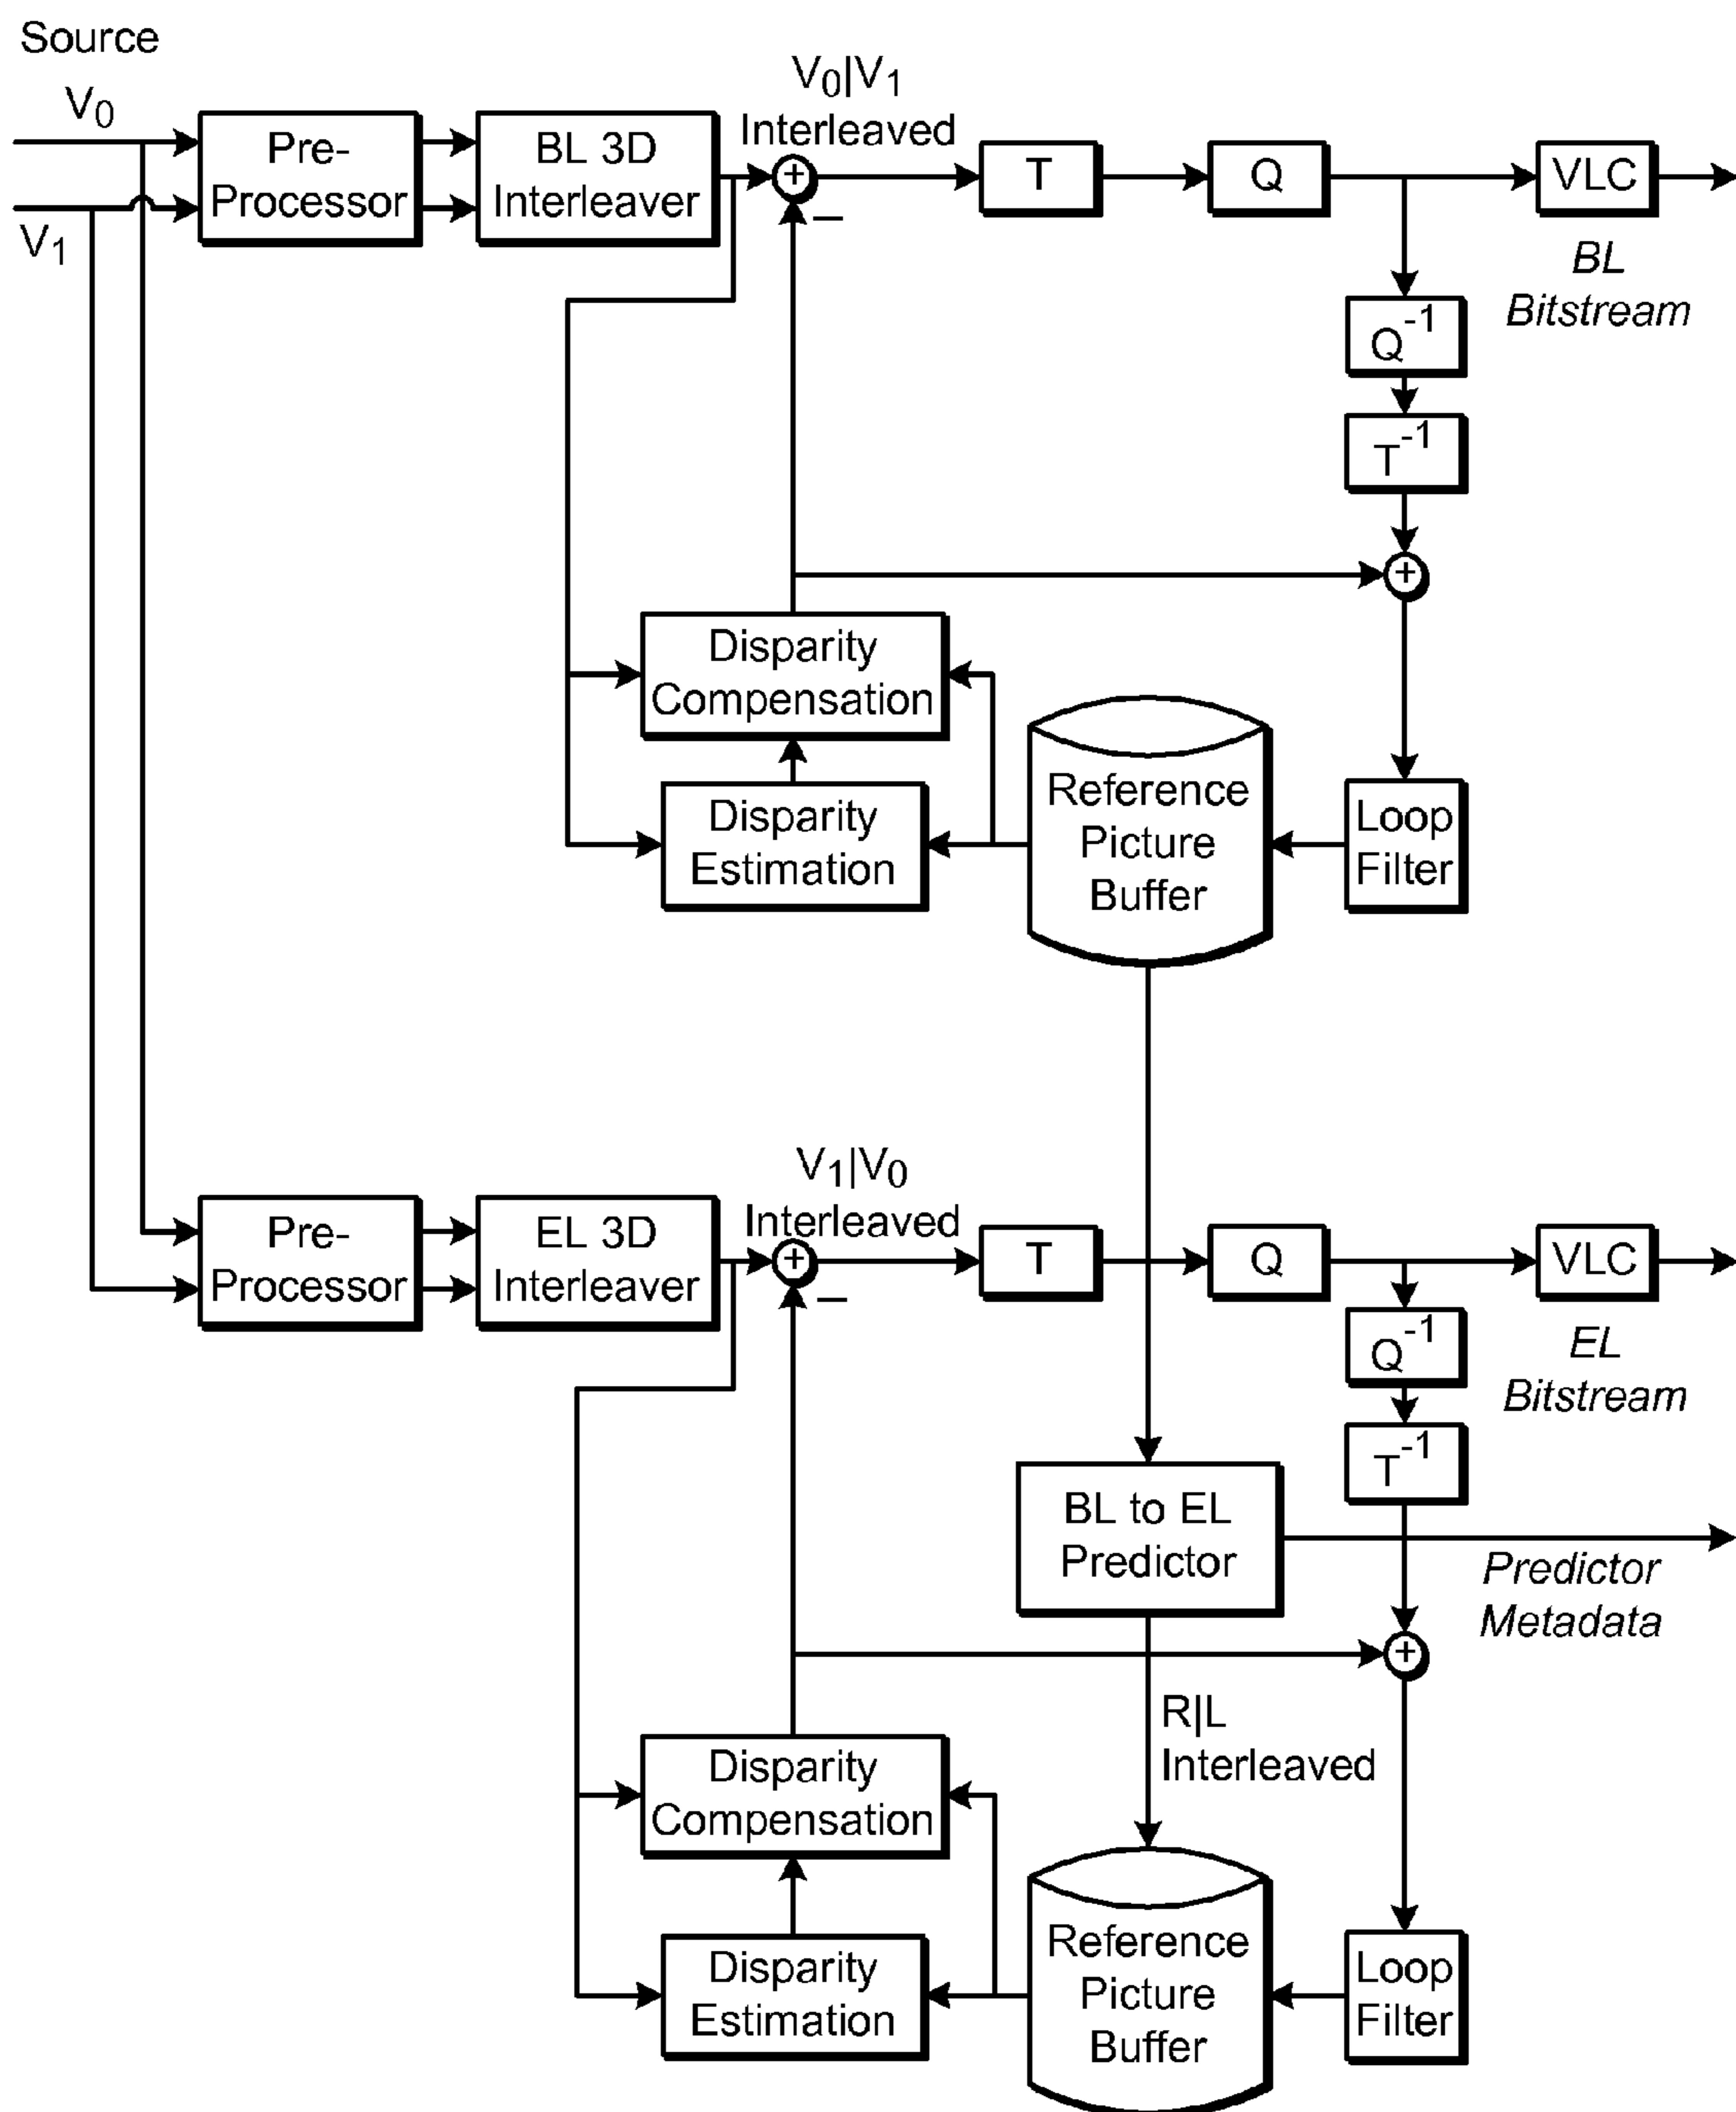 Source
V₀
V₁
Pre-
Processor
BL 3D
Interleaver
V₀|V₁
Interleaved
+
–
T
Q
VLC
BL
Bitstream
Q⁻¹
T⁻¹
+
Disparity
Compensation
Disparity
Estimation
Reference
Picture
Buffer
Loop
Filter
Pre-
Processor
EL 3D
Interleaver
V₁|V₀
Interleaved
+
–
T
Q
VLC
EL
Bitstream
Q⁻¹
T⁻¹
BL to EL
Predictor
Predictor
Metadata
+
R|L
Interleaved
Disparity
Compensation
Disparity
Estimation
Reference
Picture
Buffer
Loop
Filter